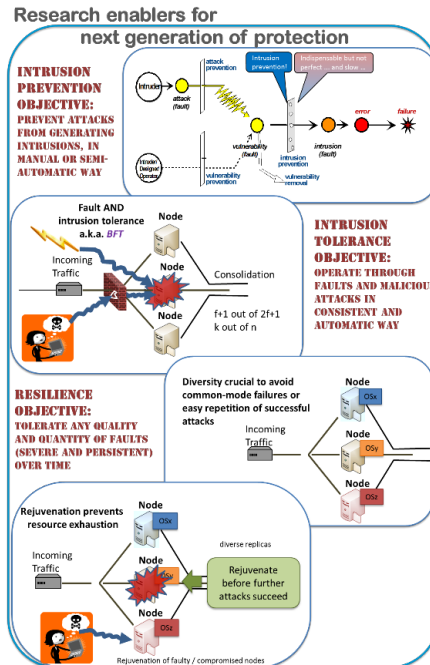 Research enablers for
next generation of protection
INTRUSION
PREVENTION
OBJECTIVE:
PREVENT ATTACKS
FROM GENERATING
INTRUSIONS, IN
MANUAL OR SEMI-
AUTOMATIC WAY
Intrusion
prevention!
Indispensable but rest
perfect ... and slow ...
attack
prevention
Intruder
attack
(fault)
error
failure
vulnerability
(fault)
intrusion
prevention
intrusion
(fault)
Intruder
Designer
Operator
vulnerability
prevention
vulnerability
removal
Fault AND
intrusion tolerance
a.k.a. BFT
Node
Incoming
Traffic
Node
Consolidation
&
Node
f+1 out of 2f+1
k out of n
INTRUSION
TOLERANCE
OBJECTIVE:
OPERATE THROUGH
FAULTS AND MALICIOU
ATTACKS IN
CONSISTENT AND
AUTOMATIC WAY
RESILIENCE
OBJECTIVE:
TOLERATE ANY QUALITY
AND QUANTITY OF FAULTS
(SEVERE AND PERSISTENT)
OVER TIME
Diversity crucial to avoid
common-mode failures or
easy repetition of successful
attacks
Node
OSx
Incoming
Traffic
Node
OSy
Node
OSz
Rejuvenation prevents
resource exhaustion
Node
OSx
diverse replicas
Incoming
Traffic
Node
OSy
Rejuvenate
before further
attacks succeed
Node
OSz
Rejuvenation of faulty / compromised nodes